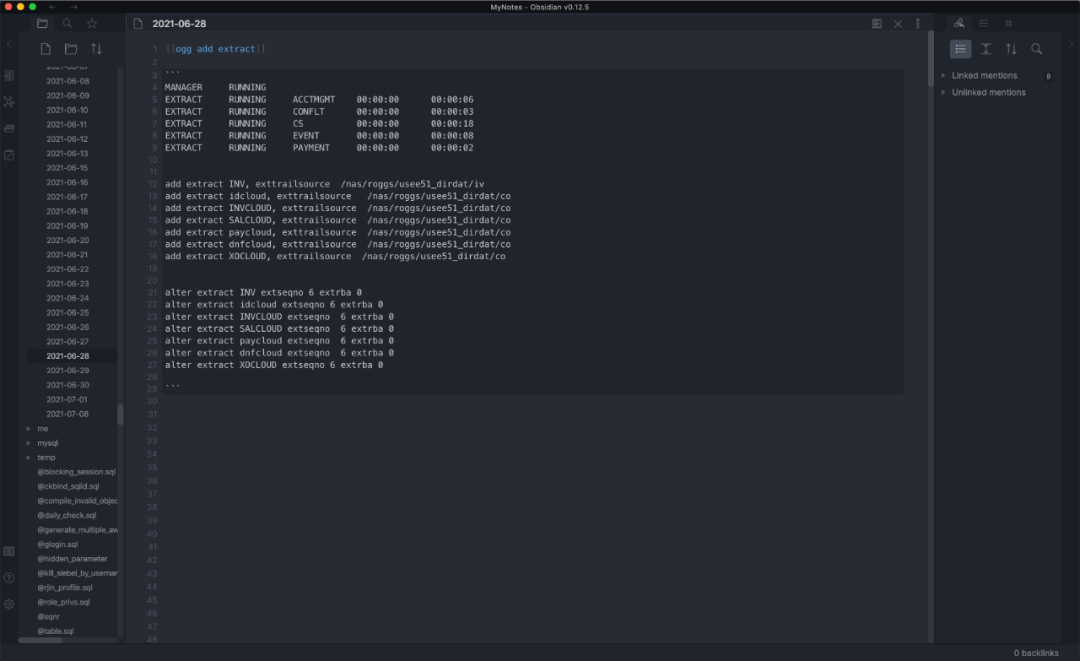 MyNotes - Obsidian v0.12.5
2021-06-28
2021-06-07
2021-06-08
2021-06-09
2021-06-10
2021-06-11
2021-06-12
2021-06-13
2021-06-15
2021-06-16
2021-06-17
2021-06-18
2021-06-19
2021-06-20
2021-06-21
2021-06-22
2021-06-23
2021-06-24
2021-06-25
2021-06-26
2021-06-27
2021-06-28
2021-06-29
2021-06-30
2021-07-01
2021-07-08
me
mysql
temp
@blocking_session.sql
@ckbind_sqlid.sql
@compile_invalid_objec
@daily_check.sql
@generate_multiple_aw
@glogin.sql
@hidden_parameter
@kill_siebel_by_usernar
@rjin_profile.sql
@role_privs.sql
@sqnr
@table.sql
1 [[ogg add extract]]
2
3 ```
4 MANAGER RUNNING
5 EXTRACT RUNNING ACCTMGMT 00:00:00 00:00:06
6 EXTRACT RUNNING CONFLT 00:00:00 00:00:03
7 EXTRACT RUNNING CS 00:00:00 00:00:18
8 EXTRACT RUNNING EVENT 00:00:00 00:00:08
9 EXTRACT RUNNING PAYMENT 00:00:00 00:00:02
10
11
12 add extract INV, exttrailsource /nas/roggs/usee51_dirdat/iv
13 add extract idcloud, exttrailsource /nas/roggs/usee51_dirdat/co
14 add extract INVCLOUD, exttrailsource /nas/roggs/usee51_dirdat/co
15 add extract SALCLOUD, exttrailsource /nas/roggs/usee51_dirdat/co
16 add extract paycloud, exttrailsource /nas/roggs/usee51_dirdat/co
17 add extract dnfcloud, exttrailsource /nas/roggs/usee51_dirdat/co
18 add extract XOCLOUD, exttrailsource /nas/roggs/usee51_dirdat/co
19
20
21 alter extract INV extseqno 6 extrba 0
22 alter extract idcloud extseqno 6 extrba 0
23 alter extract INVCLOUD extseqno 6 extrba 0
24 alter extract SALCLOUD extseqno 6 extrba 0
25 alter extract paycloud extseqno 6 extrba 0
26 alter extract dnfcloud extseqno 6 extrba 0
27 alter extract XOCLOUD extseqno 6 extrba 0
28
29 ```
30
31
32
33
34
35
36
37
38
39
40
41
42
43
44
45
46
47
48
Linked mentions 0
Unlinked mentions
0 backlinks